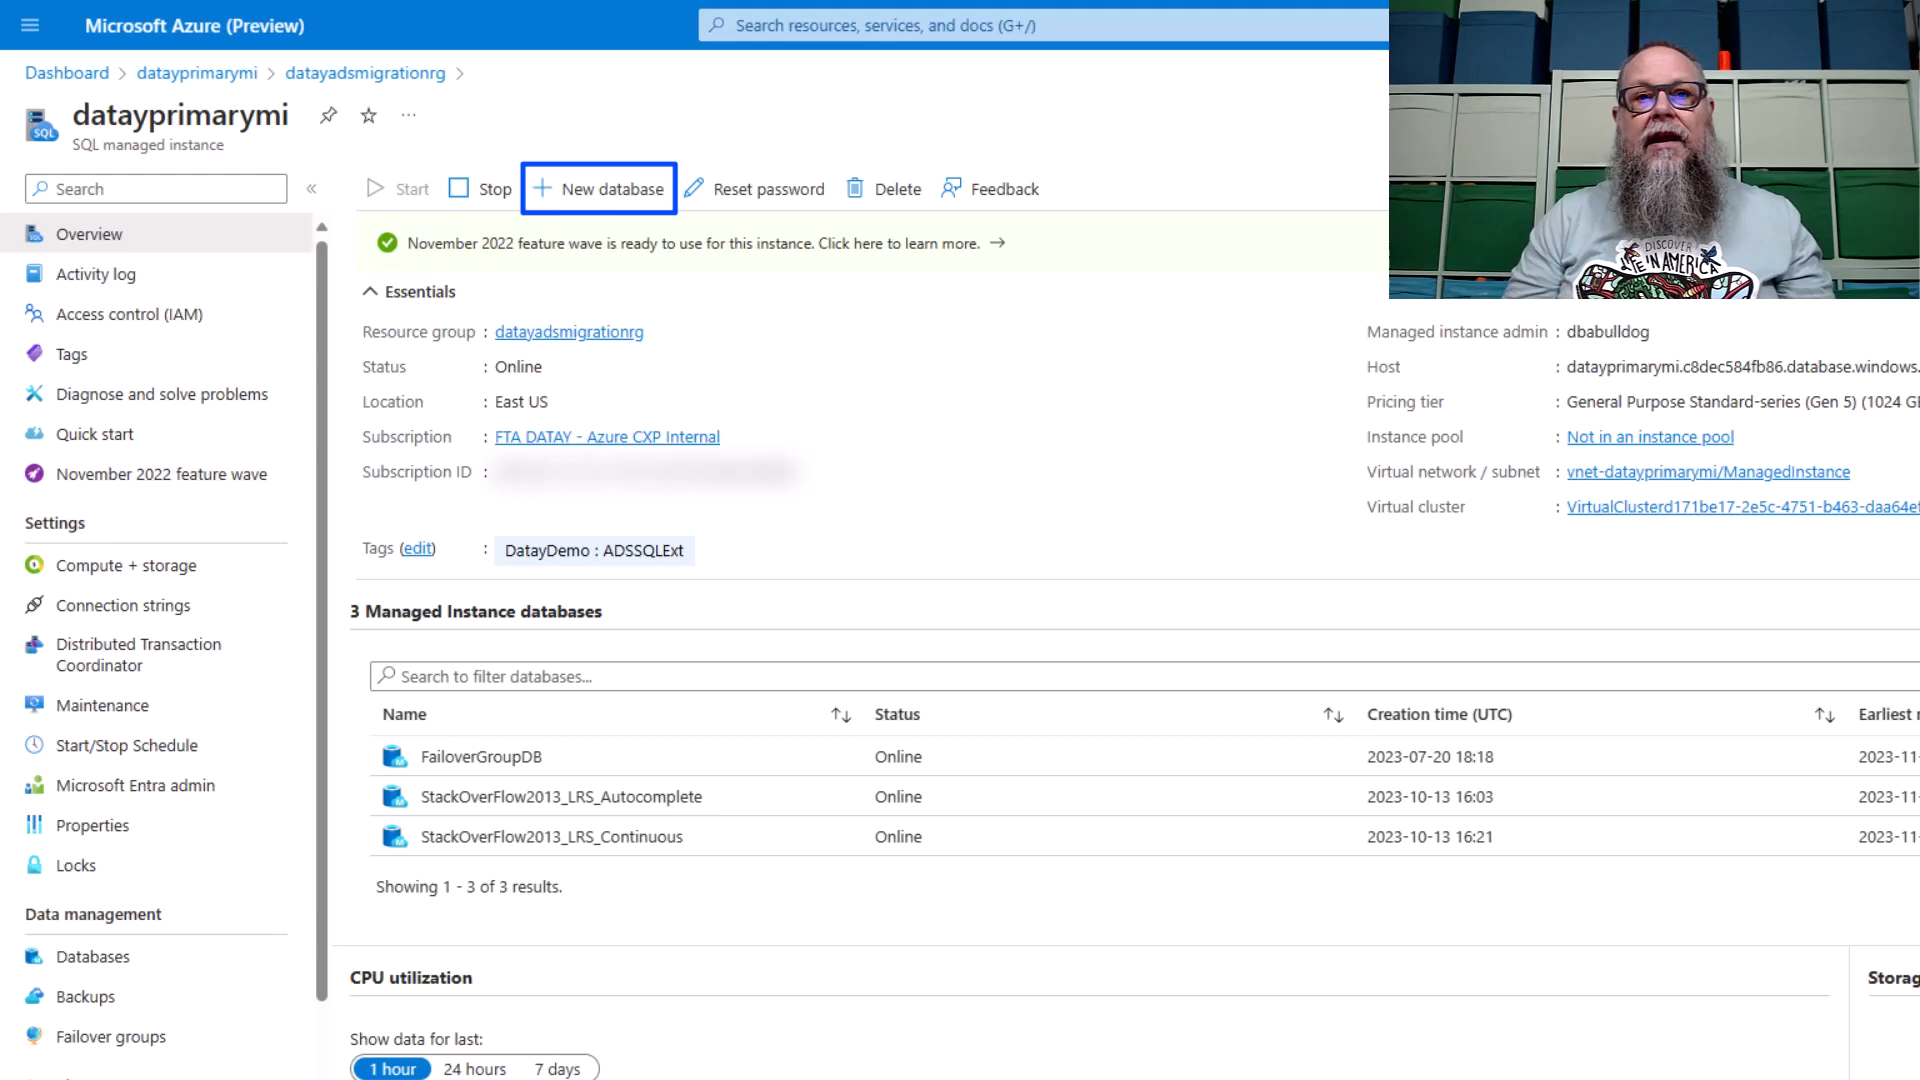 Microsoft Azure (Preview)
Search resources, services, and docs (G+/)
Dashboard > datayprimarymi > datayadsmigrationrg >
datayprimarymi
SQL managed instance
SQL
Search
«
Start
Stop
New database
Reset password
Delete
Feedback
Overview
Activity log
Access control (IAM)
Tags
Diagnose and solve problems
Quick start
November 2022 feature wave
Settings
Compute + storage
Connection strings
Distributed Transaction
Coordinator
Maintenance
Start/Stop Schedule
Microsoft Entra admin
Properties
Locks
Data management
Databases
Backups
Failover groups
November 2022 feature wave is ready to use for this instance. Click here to learn more. →
Essentials
Resource group : datayadsmigrationrg
Status : Online
Location : East US
Subscription : FTA DATAY - Azure CXP Internal
Subscription ID :
Tags (edit) : DatayDemo : ADSSQLExt
Managed instance admin : dbabulldog
Host : datayprimarymi.c8dec584fb86.database.windows.
Pricing tier : General Purpose Standard-series (Gen 5) (1024 G
Instance pool : Not in an instance pool
Virtual network / subnet : vnet-datayprimarymi/ManagedInstance
Virtual cluster : VirtualClusterd171be17-2e5c-4751-b463-daa64e
3 Managed Instance databases
Search to filter databases...
Name Status Creation time (UTC) Earliest
FailoverGroupDB Online 2023-07-20 18:18 2023-11-
StackOverFlow2013_LRS_Autocomplete Online 2023-10-13 16:03 2023-11-
StackOverFlow2013_LRS_Continuous Online 2023-10-13 16:21 2023-11-
Showing 1 - 3 of 3 results.
CPU utilization
Storag
Show data for last:
1 hour 24 hours 7 days
DISCOVER
LIFE IN AMERICA